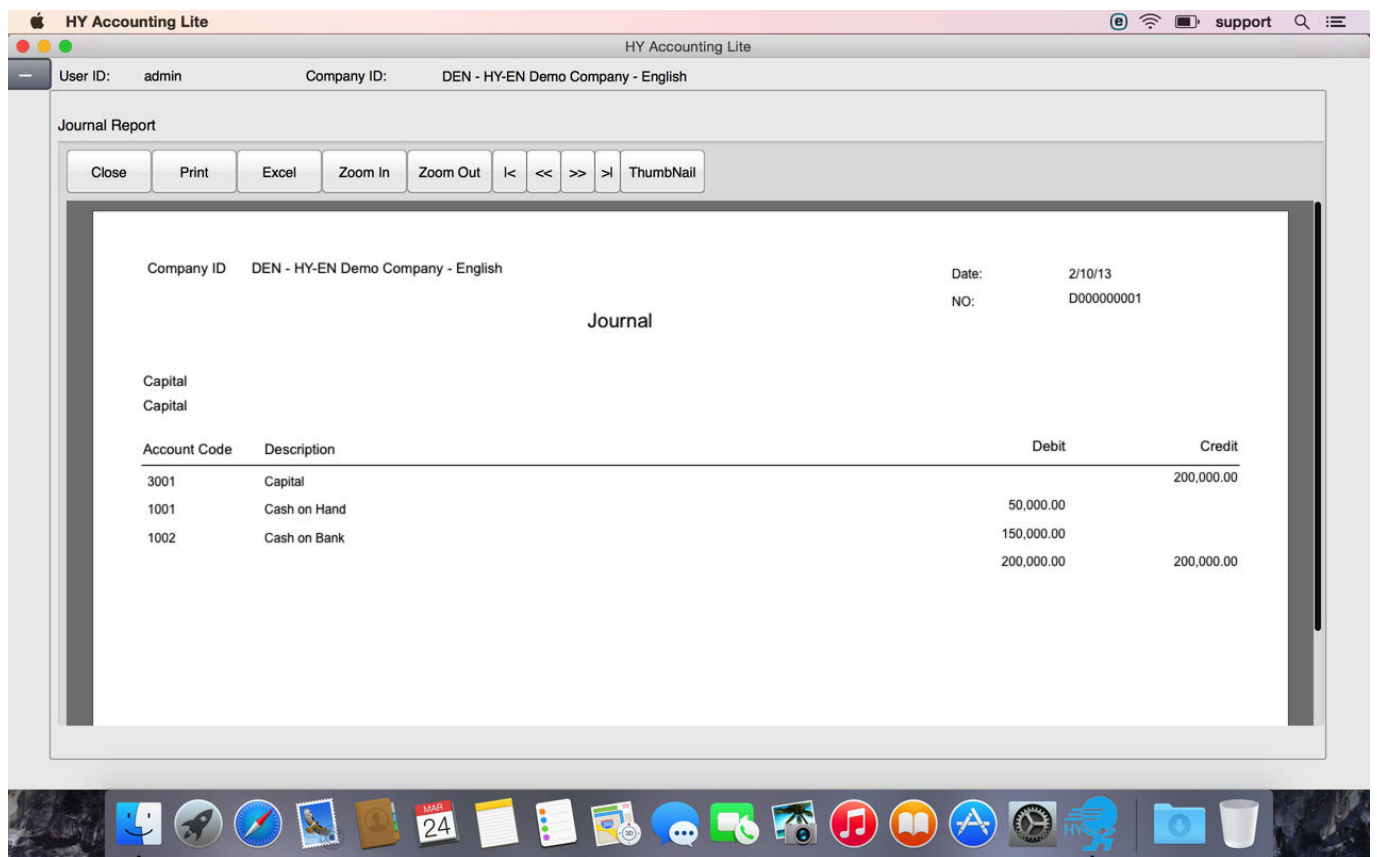 HY Accounting Lite
support
HY Accounting Lite
User ID: admin Company ID: DEN - HY-EN Demo Company - English
Journal Report
Close Print Excel Zoom In Zoom Out I< << >> >I ThumbNail
Company ID DEN - HY-EN Demo Company - English
Date: 2/10/13
NO: D000000001
Journal
Capital
Capital
Account Code Description Debit Credit
3001 Capital 200,000.00
1001 Cash on Hand 50,000.00
1002 Cash on Bank 150,000.00
200,000.00 200,000.00
MAR
24
HY